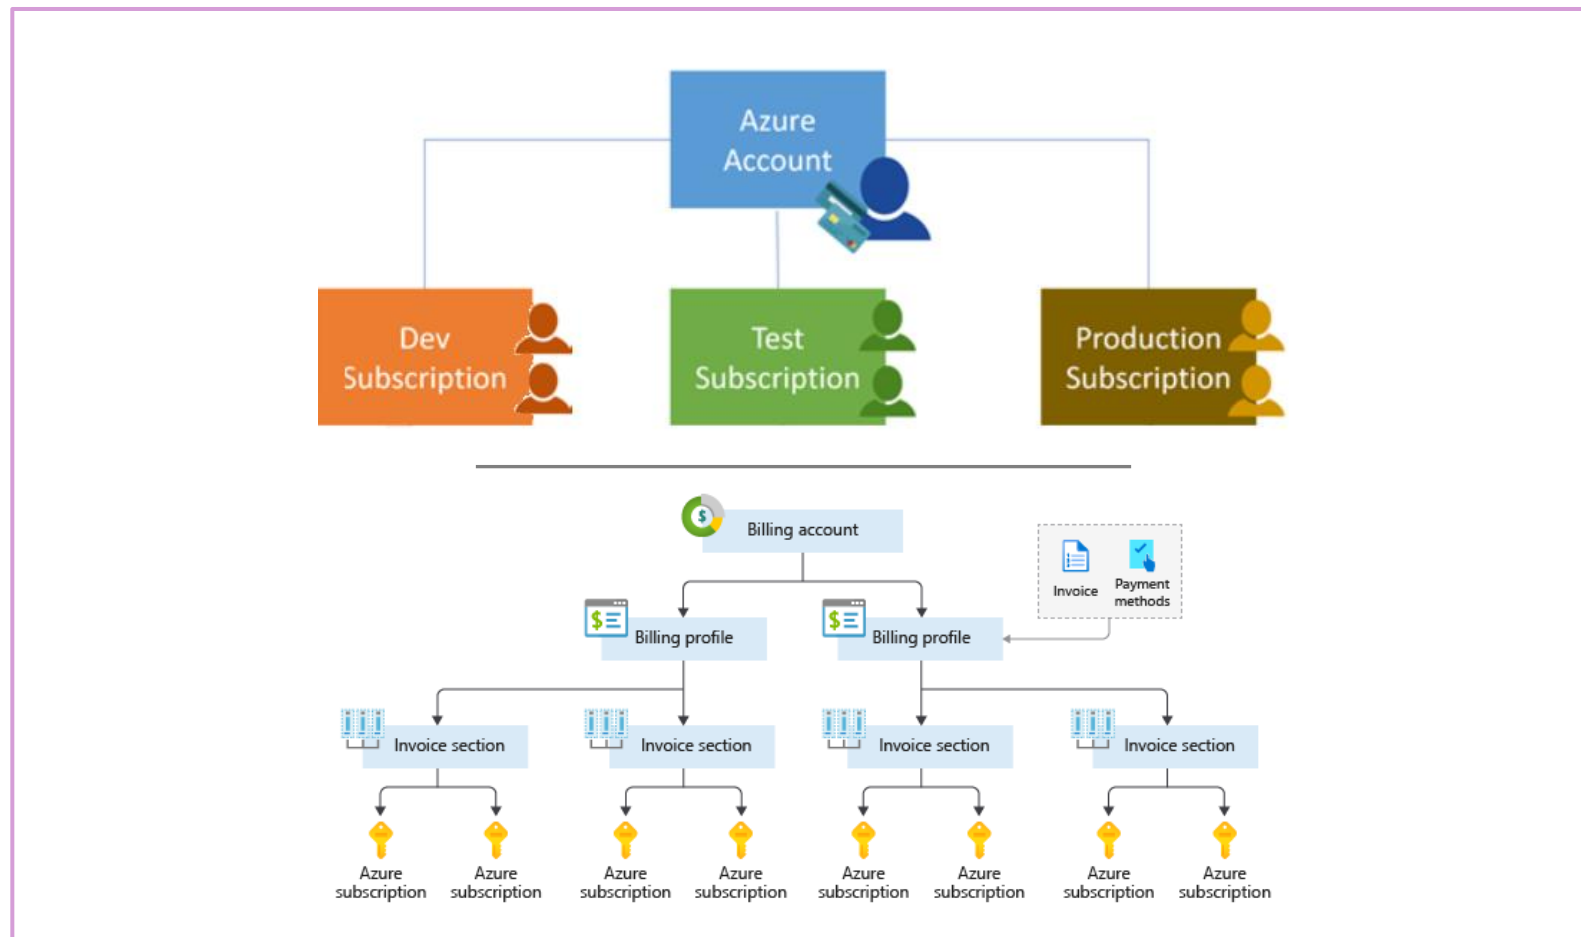 Azure
Account
Dev
Subscription
Test
Subscription
Production
Subscription
Billing account
Invoice
Payment
methods
Billing profile
Billing profile
Invoice section
Invoice section
Invoice section
Invoice section
Azure
subscription
Azure
subscription
Azure
subscription
Azure
subscription
Azure
subscription
Azure
subscription
Azure
subscription
Azure
subscription